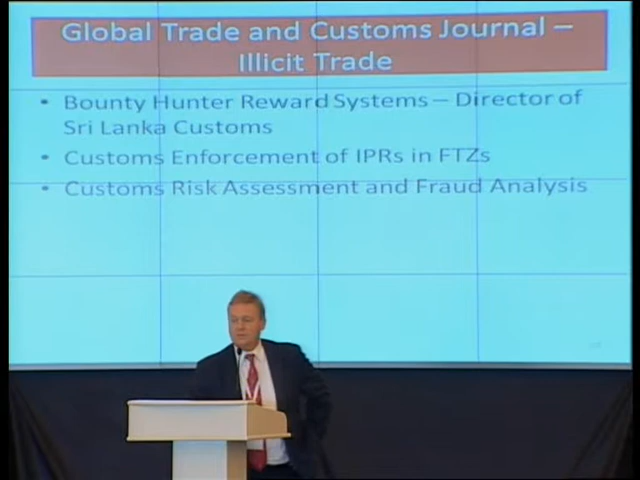 Global Trade and Customs Journal –
Illicit Trade
• Bounty Hunter Reward Systems – Director of
Sri Lanka Customs
• Customs Enforcement of IPRs in FTZs
• Customs Risk Assessment and Fraud Analysis